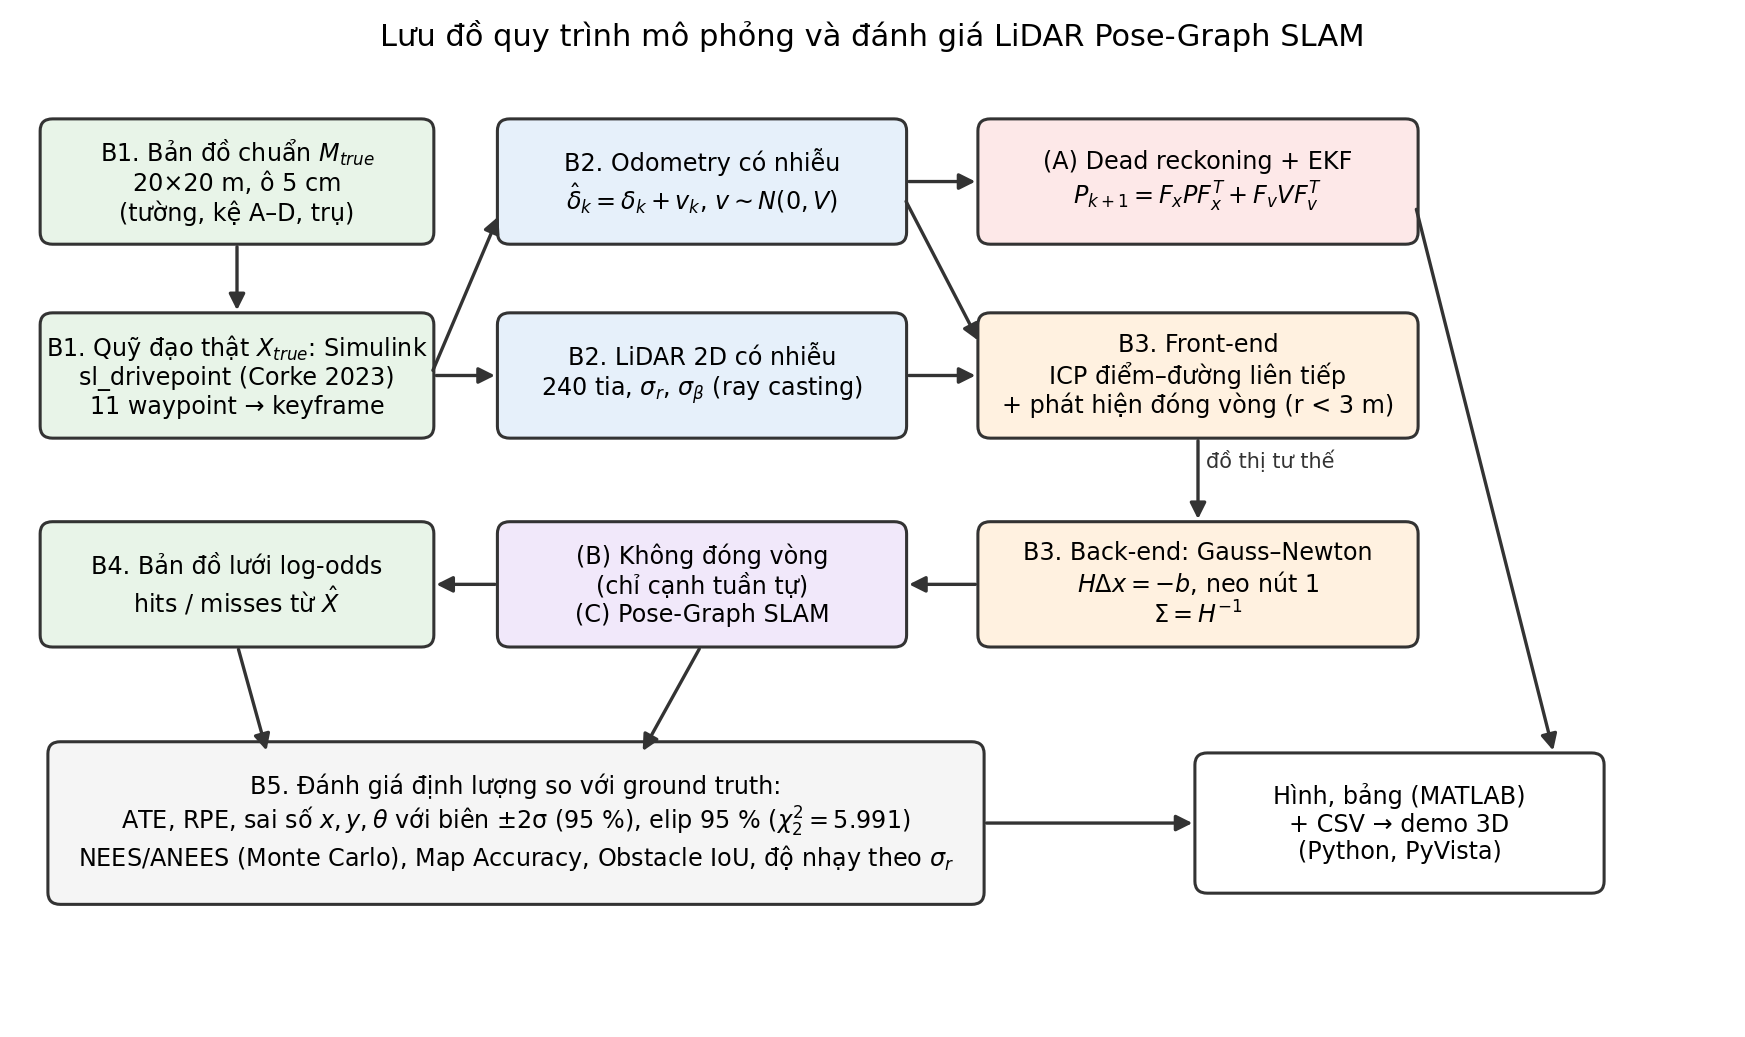 Lưu đồ quy trình mô phỏng và đánh giá LiDAR Pose-Graph SLAM
B1. Bản đồ chuẩn M_{true}
20×20 m, ô 5 cm
(tường, kệ A–D, trụ)
B2. Odometry có nhiễu
δ̂_k = δ_k + v_k, v ∼ N(0, V)
(A) Dead reckoning + EKF
P_{k+1} = F_x P F_x^T + F_v V F_v^T
B1. Quỹ đạo thật X_{true}: Simulink
sl_drivepoint (Corke 2023)
11 waypoint → keyframe
B2. LiDAR 2D có nhiễu
240 tia, σ_r, σ_β (ray casting)
B3. Front-end
ICP điểm–đường liên tiếp
+ phát hiện đóng vòng (r < 3 m)
đồ thị tư thế
B4. Bản đồ lưới log-odds
hits / misses từ X̂
(B) Không đóng vòng
(chỉ cạnh tuần tự)
(C) Pose-Graph SLAM
B3. Back-end: Gauss–Newton
HΔx = −b, neo nút 1
Σ = H^{−1}
B5. Đánh giá định lượng so với ground truth:
ATE, RPE, sai số x, y, θ với biên ±2σ (95 %), elip 95 % (χ_2^2 = 5.991)
NEES/ANEES (Monte Carlo), Map Accuracy, Obstacle IoU, độ nhạy theo σ_r
Hình, bảng (MATLAB)
+ CSV → demo 3D
(Python, PyVista)